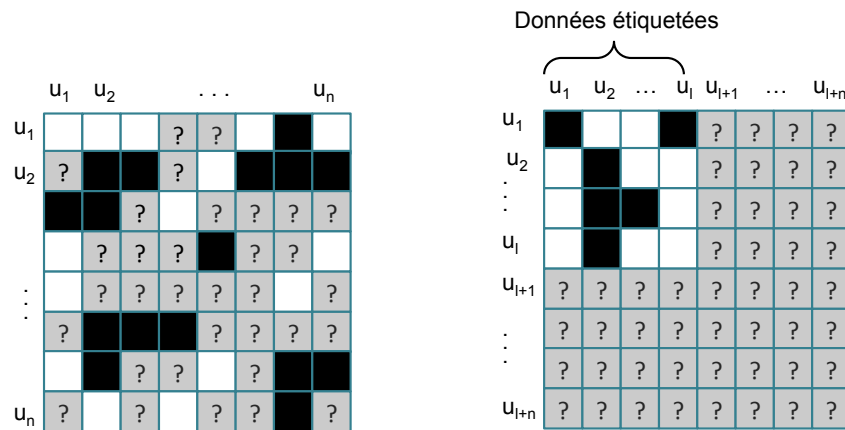 Données étiquetées
u1 u2 . . . un
u1 ? ?
u2 ? ?
? ? ? ? ?
? ? ? ? ?
? ? ? ? ? ?
. . .
? ? ? ? ?
? ? ?
un ? ? ? ? ?
u1 u2 ... ul ul+1 ... ul+n
u1 ? ? ? ?
u2 ? ? ? ?
. . .
? ? ? ?
ul ? ? ? ?
ul+1 ? ? ? ? ? ? ? ?
? ? ? ? ? ? ? ?
. . .
? ? ? ? ? ? ? ?
ul+n ? ? ? ? ? ? ? ?